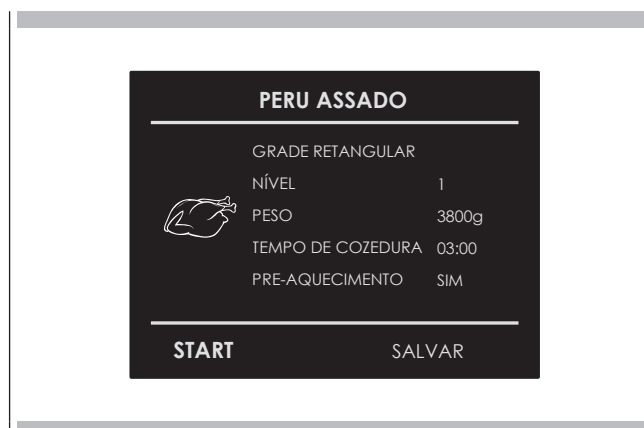 PERU ASSADO
GRADE RETANGULAR
NÍVEL 1
PESO 3800g
TEMPO DE COZEDURA 03:00
PRE-AQUECIMENTO SIM
START SALVAR